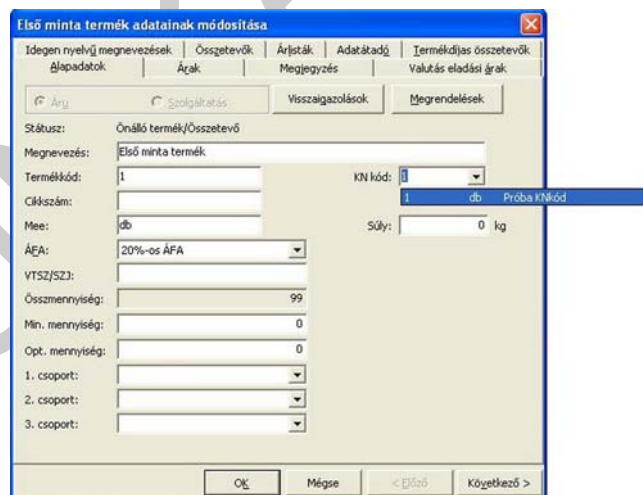 Első minta termék adatainak módosítása
Idegen nyelvű megnevezések Összetevők Árlisták Adatátadó Termékdíjas összetevők
Alapadatok Árak Megjegyzés Valutás eladási árak
Áru Szolgáltatás Visszaigazolások Megrendelések
Státusz: Önálló termék/Összetevő
Megnevezés: Első minta termék
Termékkód: 1 KN kód: 1
1 db Próba KNkód
Cikkszám:
Mee: db Súly: 0 kg
ÁFA: 20%-os ÁFA
VTSZ/SZJ:
Összmennyiség: 99
Min. mennyiség: 0
Opt. mennyiség: 0
1. csoport:
2. csoport:
3. csoport:
OK Mégse < Előző Következő >